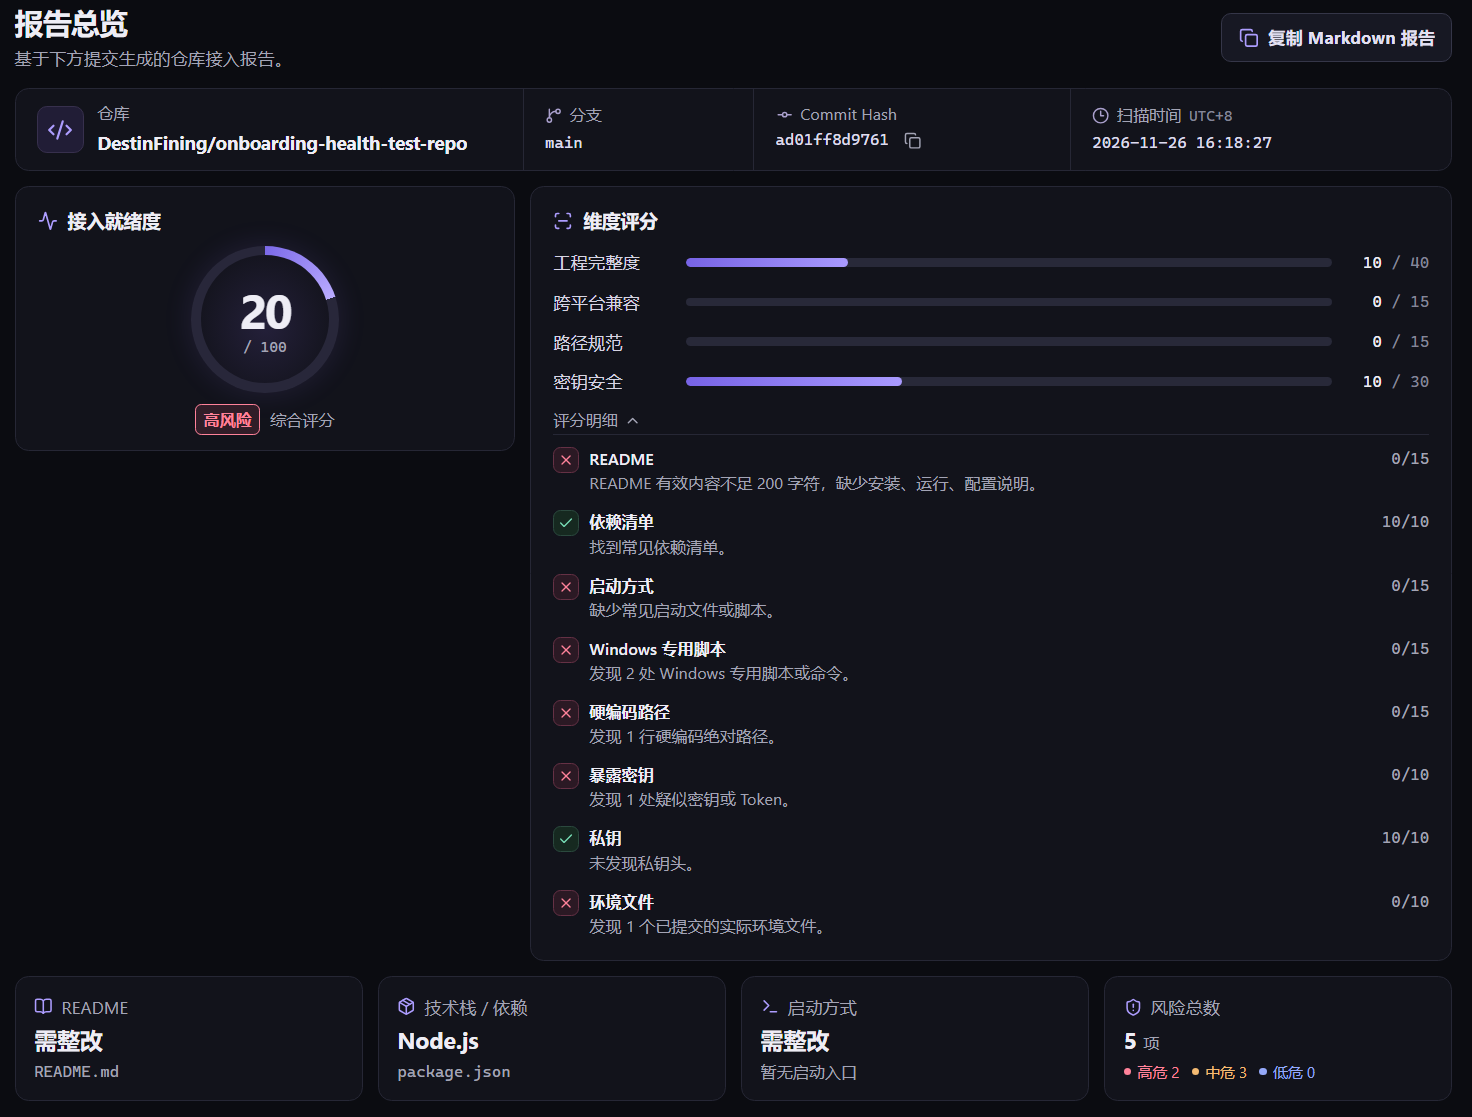 报告总览
基于下方提交生成的仓库接入报告。
复制 Markdown 报告
仓库
DestinFining/onboarding-health-test-repo
分支
main
Commit Hash
ad01ff8d9761
扫描时间 UTC+8
2026-11-26 16:18:27
接入就绪度
20
/ 100
高风险 综合评分
维度评分
工程完整度 10 / 40
跨平台兼容 0 / 15
路径规范 0 / 15
密钥安全 10 / 30
评分明细
README 0/15
README 有效内容不足 200 字符，缺少安装、运行、配置说明。
依赖清单 10/10
找到常见依赖清单。
启动方式 0/15
缺少常见启动文件或脚本。
Windows 专用脚本 0/15
发现 2 处 Windows 专用脚本或命令。
硬编码路径 0/15
发现 1 行硬编码绝对路径。
暴露密钥 0/10
发现 1 处疑似密钥或 Token。
私钥 10/10
未发现私钥头。
环境文件 0/10
发现 1 个已提交的实际环境文件。
README
需整改
README.md
技术栈 / 依赖
Node.js
package.json
启动方式
需整改
暂无启动入口
风险总数
5 项
高危 2 中危 3 低危 0